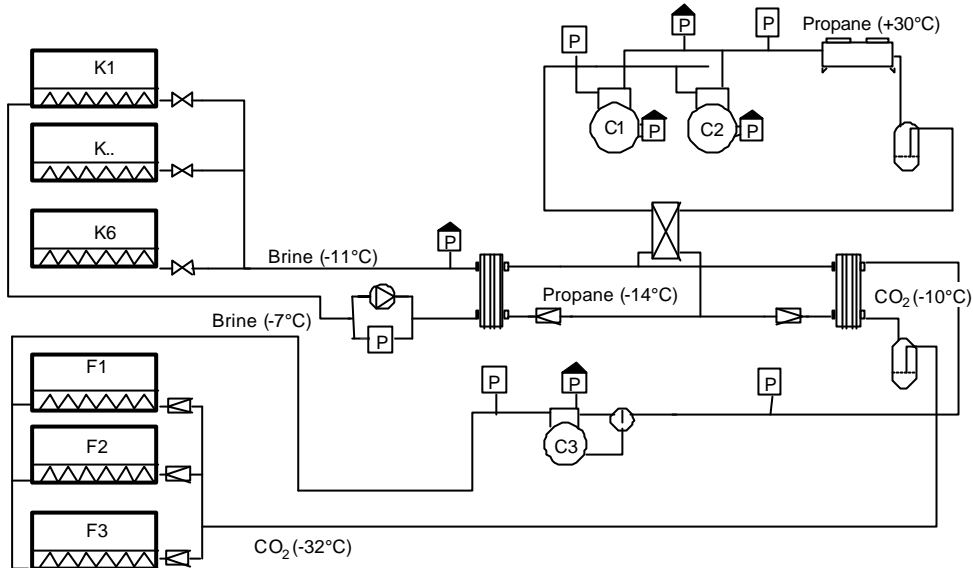 Propane (+30°C)
P
P
P
K1
C1
P
C2
P
K..
K6
P
Brine (-11°C)
Propane (-14°C)
CO2 (-10°C)
Brine (-7°C)
P
F1
P
P
P
F2
C3
F3
CO2 (-32°C)